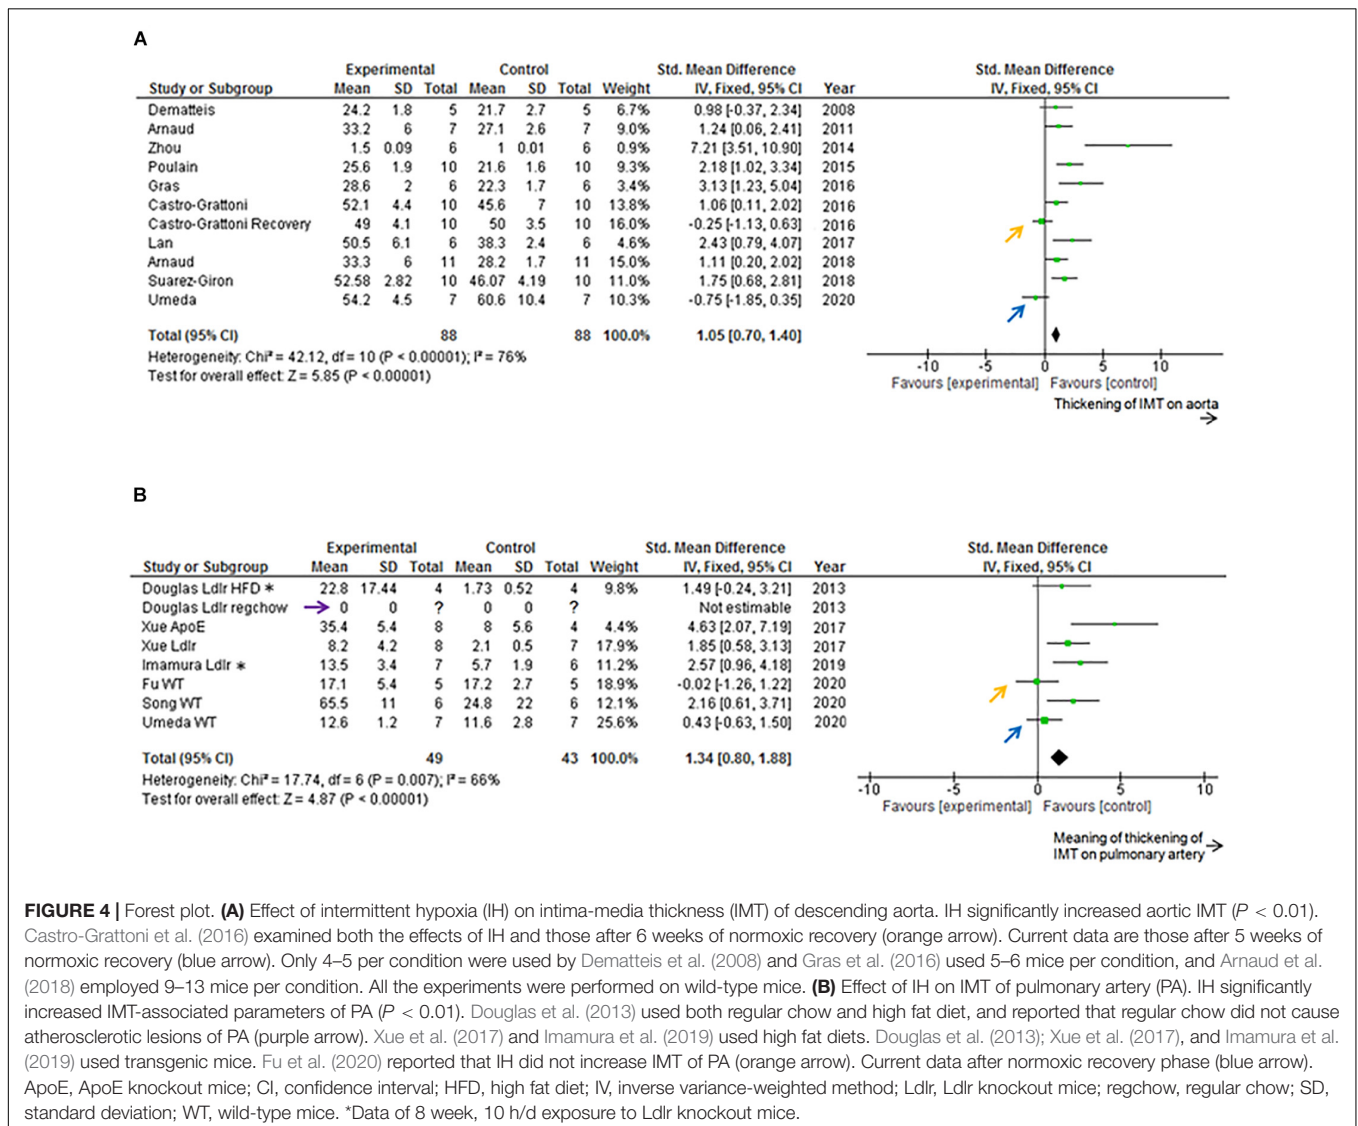 A
Experimental Control Std. Mean Difference Std. Mean Difference
Study or Subgroup Mean SD Total Mean SD Total Weight IV, Fixed, 95% CI Year IV, Fixed, 95% CI
Dematteis 24.2 1.8 5 21.7 2.7 5 6.7% 0.98 [-0.37, 2.34] 2008
Arnaud 33.2 6 7 27.1 2.6 7 9.0% 1.24 [0.06, 2.41] 2011
Zhou 1.5 0.09 6 1 0.01 6 0.9% 7.21 [3.51, 10.90] 2014
Poulain 25.6 1.9 10 21.6 1.6 10 9.3% 2.18 [1.02, 3.34] 2015
Gras 28.6 2 6 22.3 1.7 6 3.4% 3.13 [1.23, 5.04] 2016
Castro-Grattoni 52.1 4.4 10 45.6 7 10 13.8% 1.06 [0.11, 2.02] 2016
Castro-Grattoni Recovery 49 4.1 10 50 3.5 10 16.0% -0.25 [-1.13, 0.63] 2016
Lan 50.5 6.1 6 38.3 2.4 6 4.6% 2.43 [0.79, 4.07] 2017
Arnaud 33.3 6 11 28.2 1.7 11 15.0% 1.11 [0.20, 2.02] 2018
Suarez-Giron 52.58 2.82 10 46.07 4.19 10 11.0% 1.75 [0.68, 2.81] 2018
Umeda 54.2 4.5 7 60.6 10.4 7 10.3% -0.75 [-1.85, 0.35] 2020
Total (95% CI) 88 88 100.0% 1.05 [0.70, 1.40]
Heterogeneity: Chi² = 42.12, df = 10 (P < 0.00001); I² = 76%
Test for overall effect: Z = 5.85 (P < 0.00001)
-10 -5 0 5 10
Favours [experimental] Favours [control]
Thickening of IMT on aorta
B
Experimental Control Std. Mean Difference Std. Mean Difference
Study or Subgroup Mean SD Total Mean SD Total Weight IV, Fixed, 95% CI Year IV, Fixed, 95% CI
Douglas Ldlr HFD * 22.8 17.44 4 1.73 0.52 4 9.8% 1.49 [-0.24, 3.21] 2013
Douglas Ldlr regchow 0 0 ? 0 0 ? Not estimable 2013
Xue ApoE 35.4 5.4 8 8 5.6 4 4.4% 4.63 [2.07, 7.19] 2017
Xue Ldlr 8.2 4.2 8 2.1 0.5 7 17.9% 1.85 [0.58, 3.13] 2017
Imamura Ldlr * 13.5 3.4 7 5.7 1.9 6 11.2% 2.57 [0.96, 4.18] 2019
Fu WT 17.1 5.4 5 17.2 2.7 5 18.9% -0.02 [-1.26, 1.22] 2020
Song WT 65.5 11 6 24.8 22 6 12.1% 2.16 [0.61, 3.71] 2020
Umeda WT 12.6 1.2 7 11.6 2.8 7 25.6% 0.43 [-0.63, 1.50] 2020
Total (95% CI) 49 43 100.0% 1.34 [0.80, 1.88]
Heterogeneity: Chi² = 17.74, df = 6 (P = 0.007); I² = 66%
Test for overall effect: Z = 4.87 (P < 0.00001)
-10 -5 0 5 10
Favours [experimental] Favours [control]
Meaning of thickening of
IMT on pulmonary artery
FIGURE 4 | Forest plot. (A) Effect of intermittent hypoxia (IH) on intima-media thickness (IMT) of descending aorta. IH significantly increased aortic IMT (P < 0.01).
Castro-Grattoni et al. (2016) examined both the effects of IH and those after 6 weeks of normoxic recovery (orange arrow). Current data are those after 5 weeks of
normoxic recovery (blue arrow). Only 4–5 per condition were used by Dematteis et al. (2008) and Gras et al. (2016) used 5–6 mice per condition, and Arnaud et al.
(2018) employed 9–13 mice per condition. All the experiments were performed on wild-type mice. (B) Effect of IH on IMT of pulmonary artery (PA). IH significantly
increased IMT-associated parameters of PA (P < 0.01). Douglas et al. (2013) used both regular chow and high fat diet, and reported that regular chow did not cause
atherosclerotic lesions of PA (purple arrow). Xue et al. (2017) and Imamura et al. (2019) used high fat diets. Douglas et al. (2013); Xue et al. (2017), and Imamura et al.
(2019) used transgenic mice. Fu et al. (2020) reported that IH did not increase IMT of PA (orange arrow). Current data after normoxic recovery phase (blue arrow).
ApoE, ApoE knockout mice; CI, confidence interval; HFD, high fat diet; IV, inverse variance-weighted method; Ldlr, Ldlr knockout mice; regchow, regular chow; SD,
standard deviation; WT, wild-type mice. *Data of 8 week, 10 h/d exposure to Ldlr knockout mice.